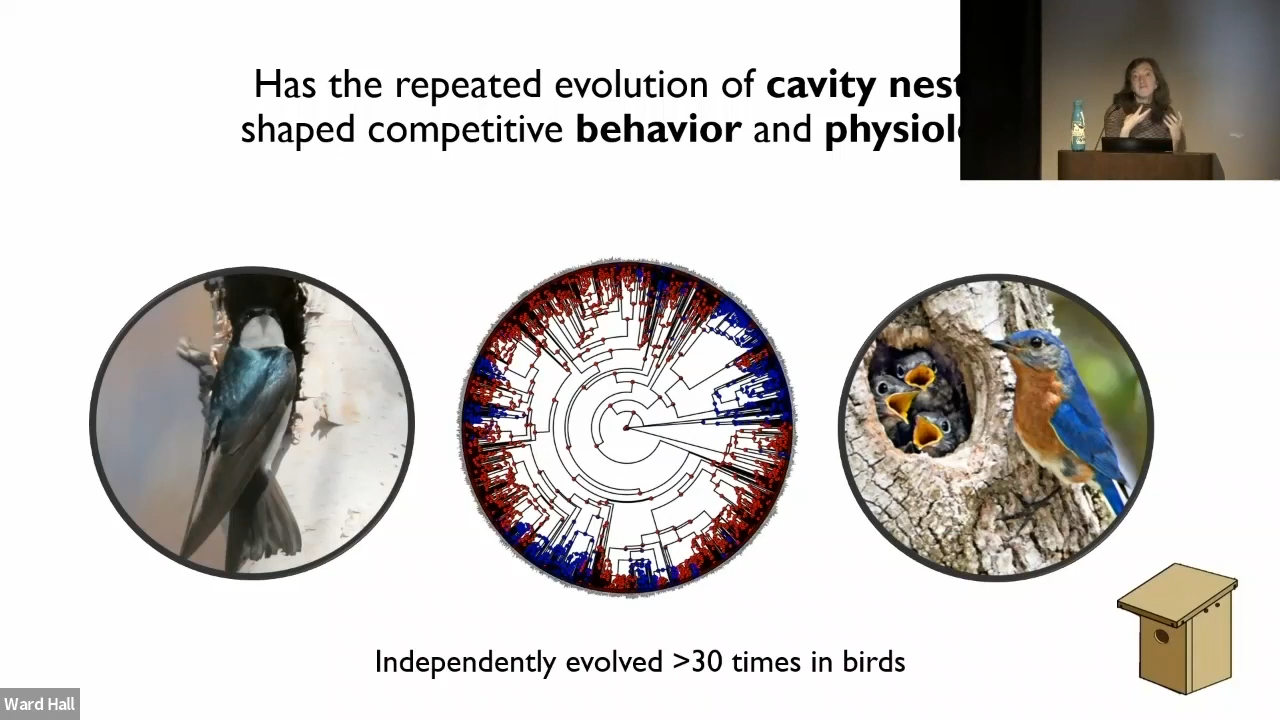 Has the repeated evolution of cavity nest
shaped competitive behavior and physiol
Independently evolved >30 times in birds
Ward Hall